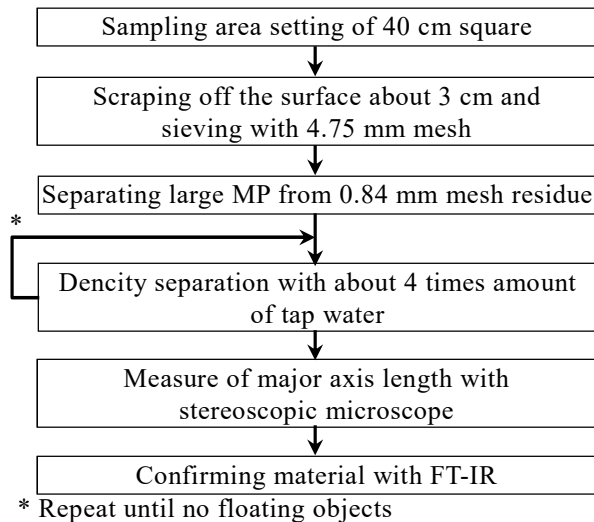 Sampling area setting of 40 cm square
Scraping off the surface about 3 cm and
sieving with 4.75 mm mesh
Separating large MP from 0.84 mm mesh residue
*
Dencity separation with about 4 times amount
of tap water
Measure of major axis length with
stereoscopic microscope
Confirming material with FT-IR
* Repeat until no floating objects